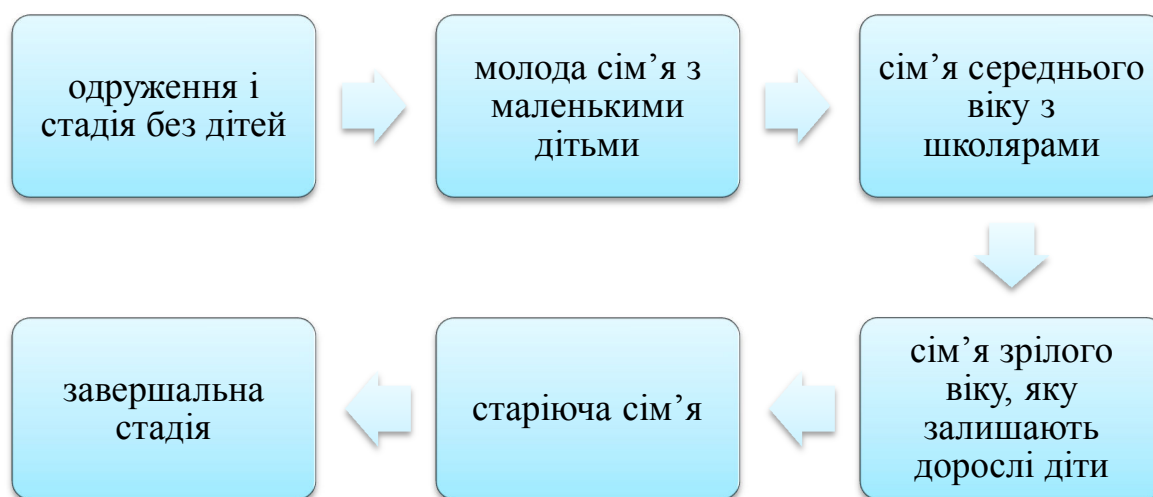 одруження і
стадія без дітей
молода сім’я з
маленькими
дітьми
сім’я середнього
віку з
школярами
сім’я зрілого
віку, яку
залишають
дорослі діти
старіюча сім’я
завершальна
стадія